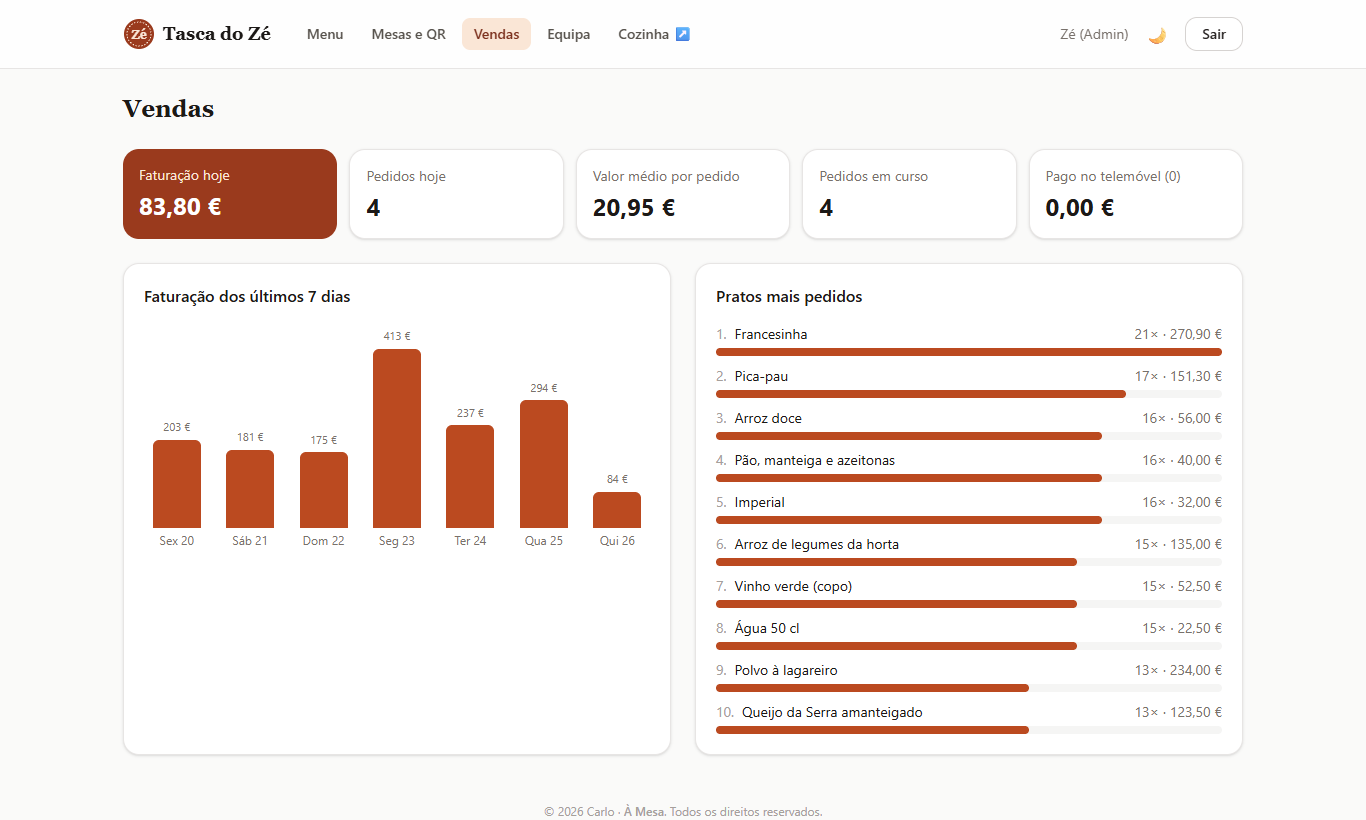 Zé Tasca do Zé Menu Mesas e QR Vendas Equipa Cozinha ↗ Zé (Admin) Sair
Vendas
Faturação hoje
83,80 €
Pedidos hoje
4
Valor médio por pedido
20,95 €
Pedidos em curso
4
Pago no telemóvel (0)
0,00 €
Faturação dos últimos 7 dias
203 € 181 € 175 € 413 € 237 € 294 € 84 €
Sex 20 Sáb 21 Dom 22 Seg 23 Ter 24 Qua 25 Qui 26
Pratos mais pedidos
1. Francesinha 21× · 270,90 €
2. Pica-pau 17× · 151,30 €
3. Arroz doce 16× · 56,00 €
4. Pão, manteiga e azeitonas 16× · 40,00 €
5. Imperial 16× · 32,00 €
6. Arroz de legumes da horta 15× · 135,00 €
7. Vinho verde (copo) 15× · 52,50 €
8. Água 50 cl 15× · 22,50 €
9. Polvo à lagareiro 13× · 234,00 €
10. Queijo da Serra amanteigado 13× · 123,50 €
© 2026 Carlo · À Mesa. Todos os direitos reservados.